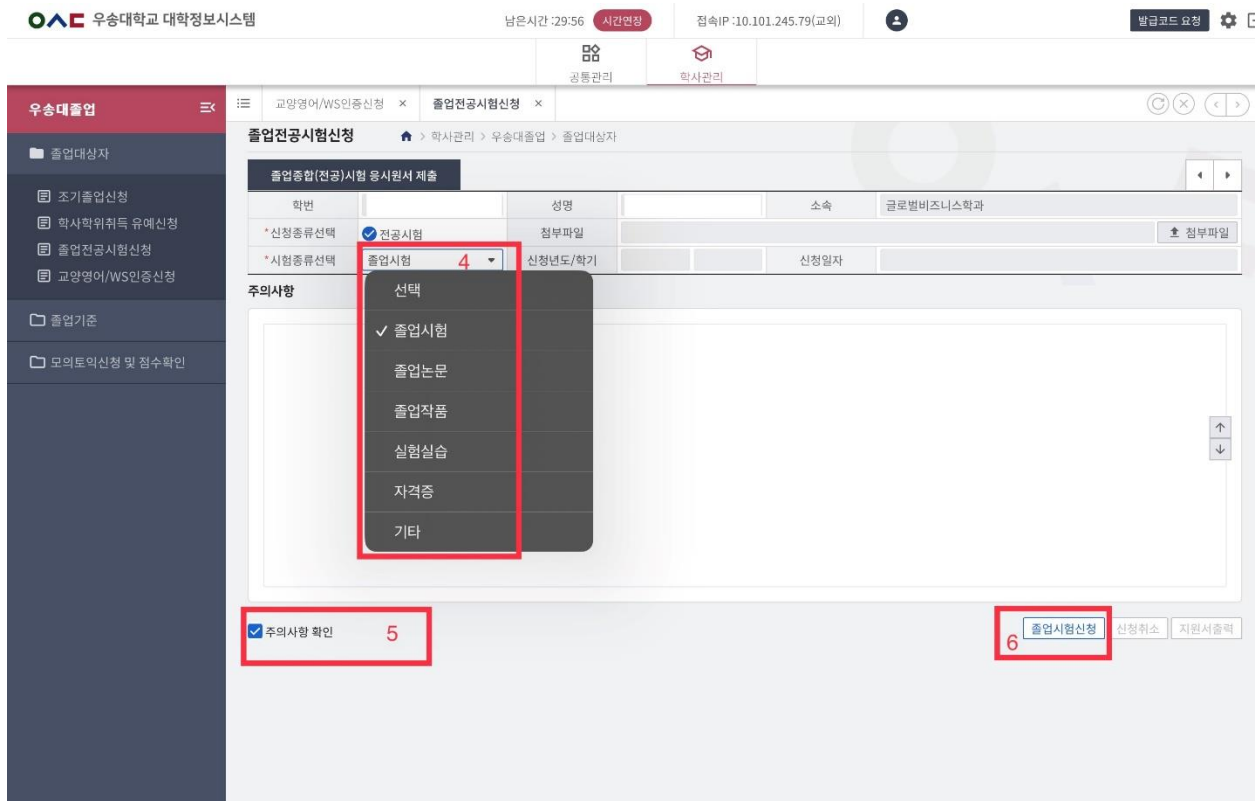 우송대학교 대학정보시스템 남은시간 :29:56 시간연장 접속IP :10.101.245.79(교외) 발급코드 요청
공통관리 학사관리
우송대졸업 교양영어/WS인증신청 × 졸업전공시험신청 ×
졸업전공시험신청 > 학사관리 > 우송대졸업 > 졸업대상자
졸업대상자
조기졸업신청
학사학위취득 유예신청
졸업전공시험신청
교양영어/WS인증신청
졸업기준
모의토익신청 및 점수확인
졸업종합(전공)시험 응시원서 제출
학번 성명 소속 글로벌비즈니스학과
*신청종류선택 전공시험 첨부파일 첨부파일
*시험종류선택 졸업시험 4 신청년도/학기 신청일자
주의사항
선택
✓ 졸업시험
졸업논문
졸업작품
실험실습
자격증
기타
주의사항 확인 5
6 졸업시험신청 신청취소 지원서출력